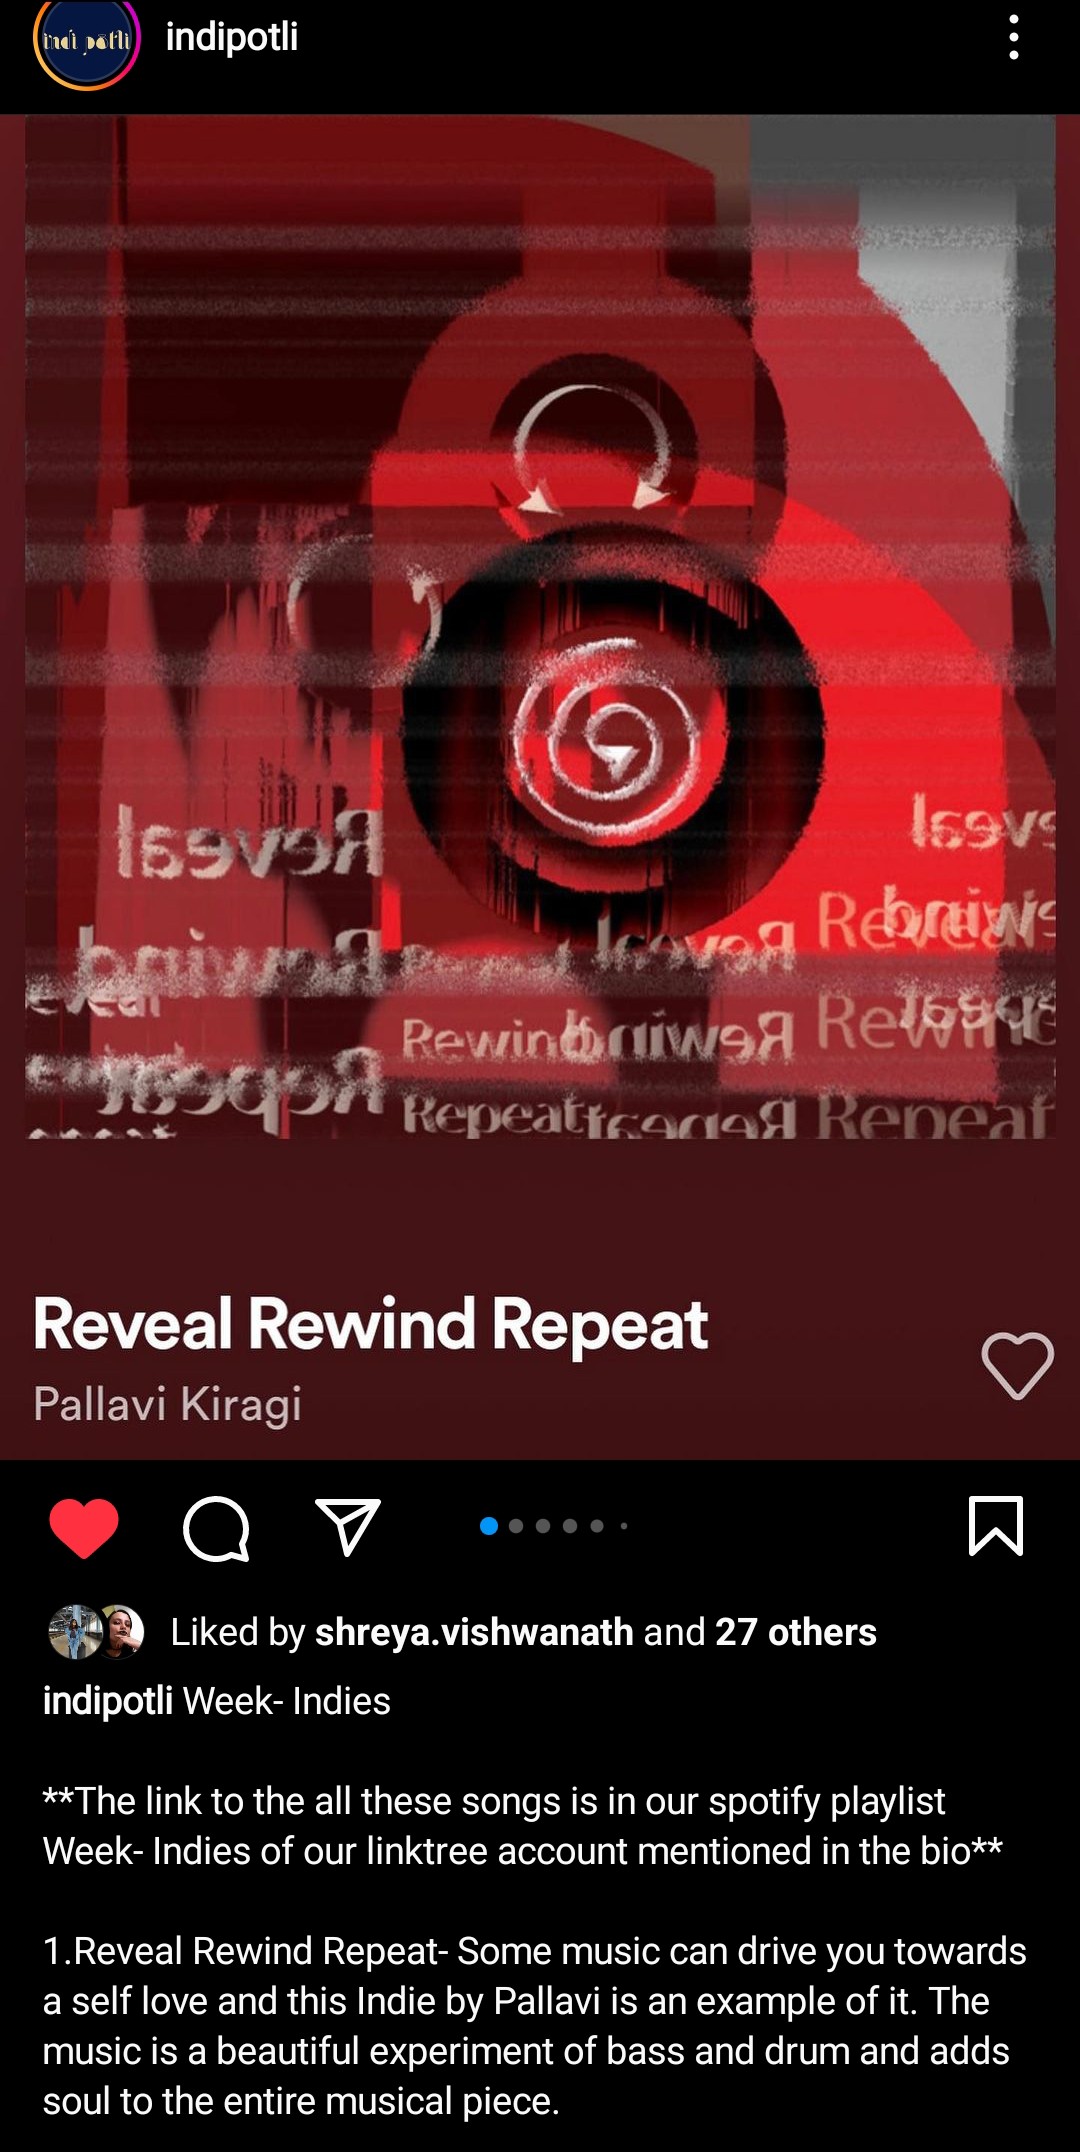 indi potli
indipotli
Reveal
Reveal
Rewind
Reveal
Rewind
Reveal
Rewind
Rewind
Rewind
Repeat
Repeat
Repeat
Repeat
Reveal Rewind Repeat
Pallavi Kiragi
Liked by shreya.vishwanath and 27 others
indipotli Week- Indies
**The link to the all these songs is in our spotify playlist
Week- Indies of our linktree account mentioned in the bio**
1.Reveal Rewind Repeat- Some music can drive you towards
a self love and this Indie by Pallavi is an example of it. The
music is a beautiful experiment of bass and drum and adds
soul to the entire musical piece.